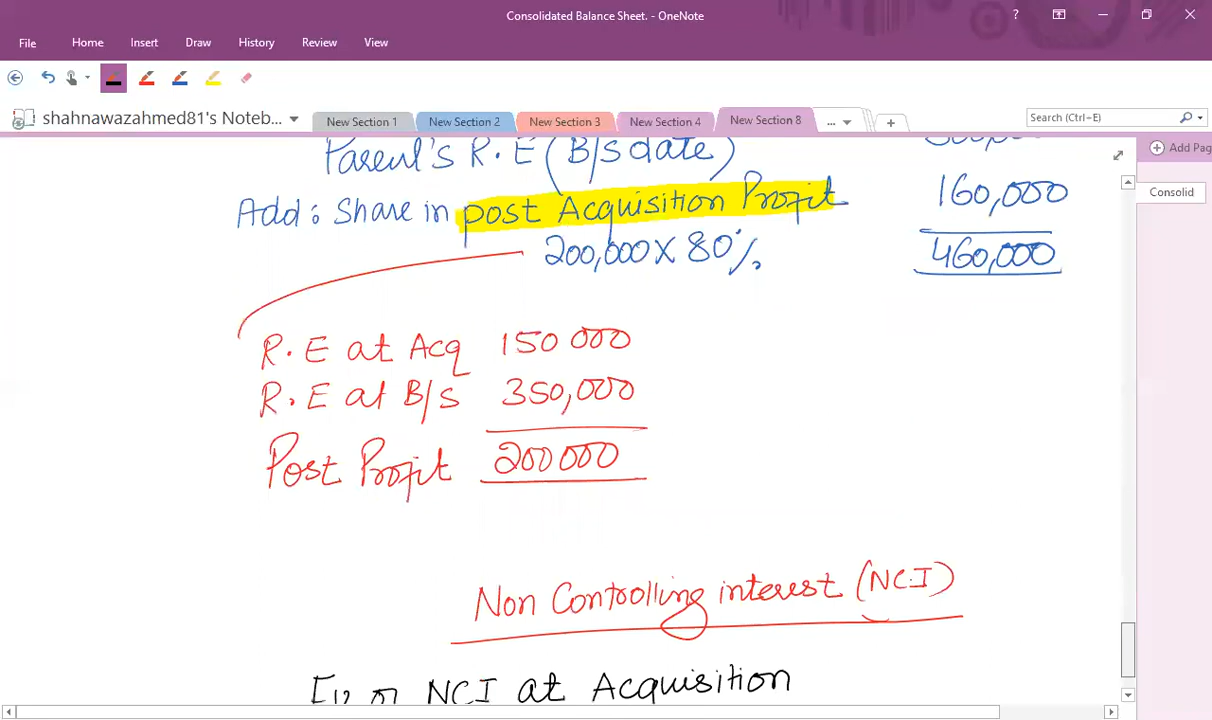 Consolidated Balance Sheet. - OneNote
?
File Home Insert Draw History Review View
shahnawazahmed81's Noteb...
New Section 1 New Section 2 New Section 3 New Section 4 New Section 8 ... +
Search (Ctrl+E)
Add Pag
Consolid
Parent's R.E (B/s date)
Add: Share in post Acquisition Profit 160,000
200,000 X 80% 460,000
R.E at Acq 150 000
R.E at B/s 350,000
Post Profit 200 000
Non Controlling interest (NCI)
NCI at Acquisition